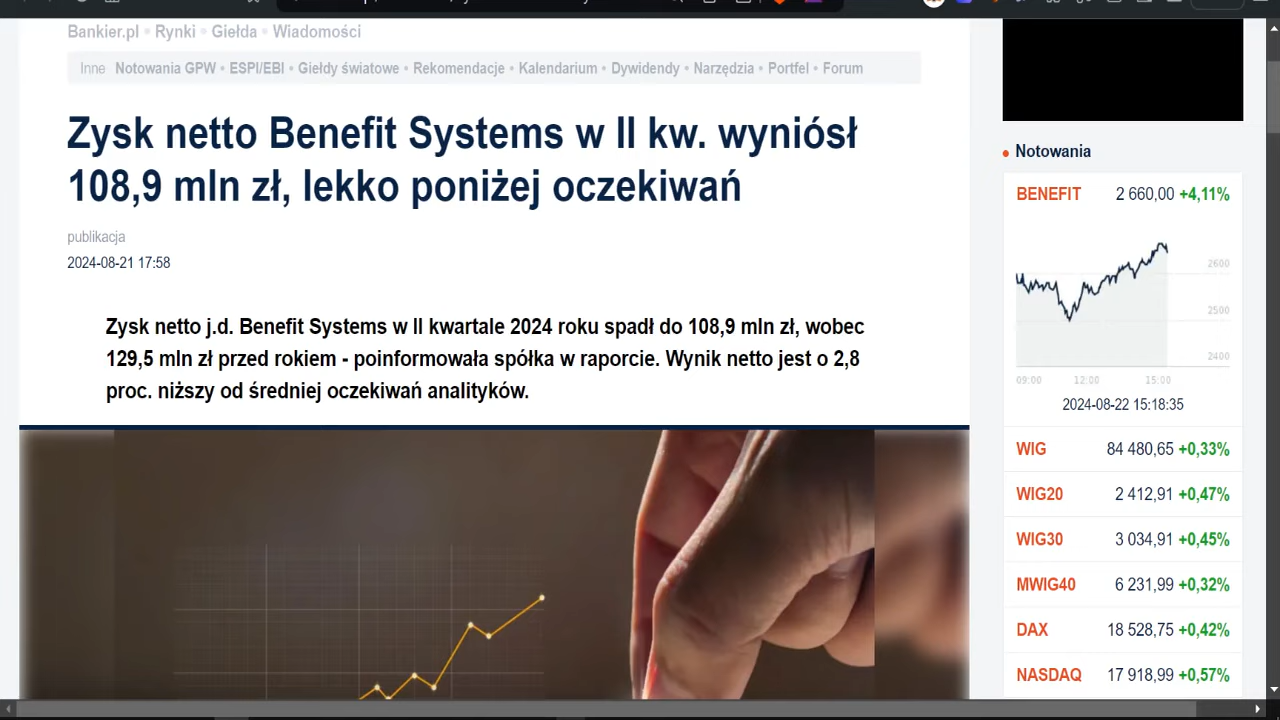 Bankier.pl • Rynki • Giełda • Wiadomości
Inne Notowania GPW • ESPI/EBI • Giełdy światowe • Rekomendacje • Kalendarium • Dywidendy • Narzędzia • Portfel • Forum
Zysk netto Benefit Systems w II kw. wyniósł
108,9 mln zł, lekko poniżej oczekiwań
publikacja
2024-08-21 17:58
Zysk netto j.d. Benefit Systems w II kwartale 2024 roku spadł do 108,9 mln zł, wobec
129,5 mln zł przed rokiem - poinformowała spółka w raporcie. Wynik netto jest o 2,8
proc. niższy od średniej oczekiwań analityków.
Notowania
BENEFIT 2 660,00 +4,11%
2600
2500
2400
09:00 12:00 15:00
2024-08-22 15:18:35
WIG 84 480,65 +0,33%
WIG20 2 412,91 +0,47%
WIG30 3 034,91 +0,45%
MWIG40 6 231,99 +0,32%
DAX 18 528,75 +0,42%
NASDAQ 17 918,99 +0,57%